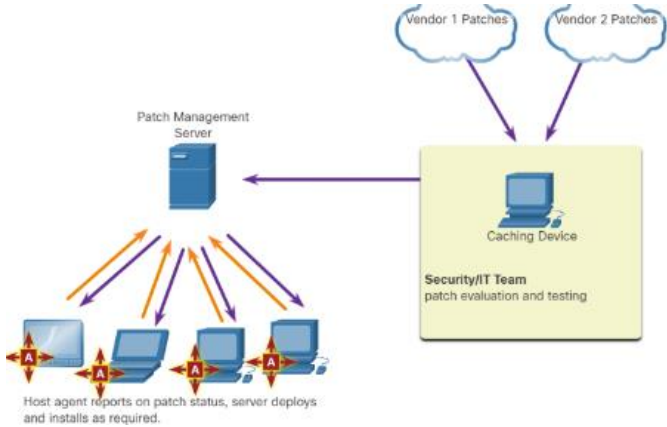 Vendor 1 Patches
Vendor 2 Patches
Patch Management
Server
Caching Device
Security/IT Team
patch evaluation and testing
A
A
A
A
Host agent reports on patch status, server deploys
and installs as required.